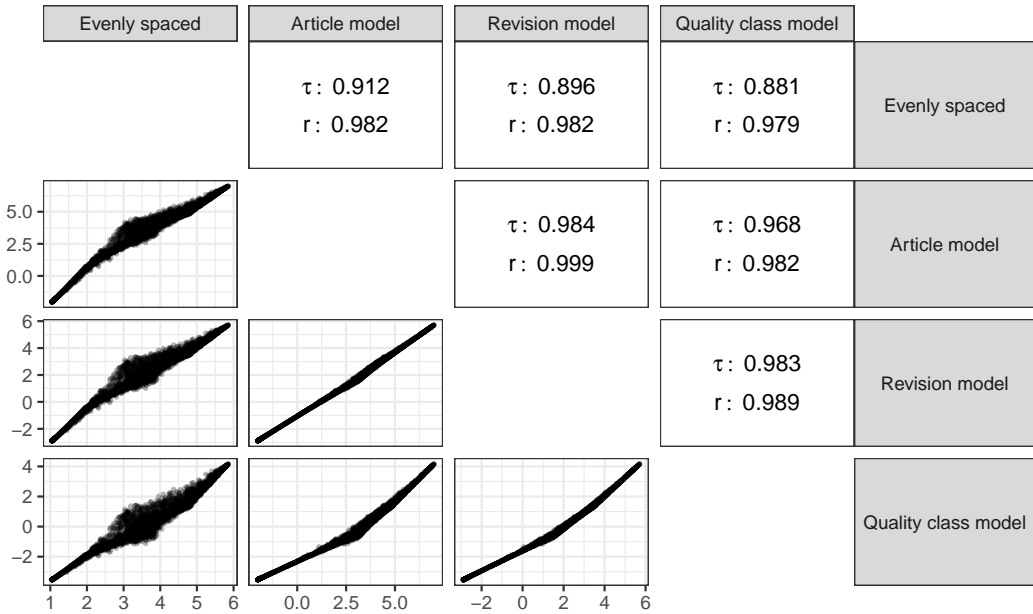 Evenly spaced
Article model
Revision model
Quality class model
τ: 0.912
r: 0.982
τ: 0.896
r: 0.982
τ: 0.881
r: 0.979
Evenly spaced
5.0
2.5
0.0
τ: 0.984
r: 0.999
τ: 0.968
r: 0.982
Article model
6
4
2
0
−2
τ: 0.983
r: 0.989
Revision model
4
2
0
−2
Quality class model
1 2 3 4 5 6
0.0 2.5 5.0
−2 0 2 4 6